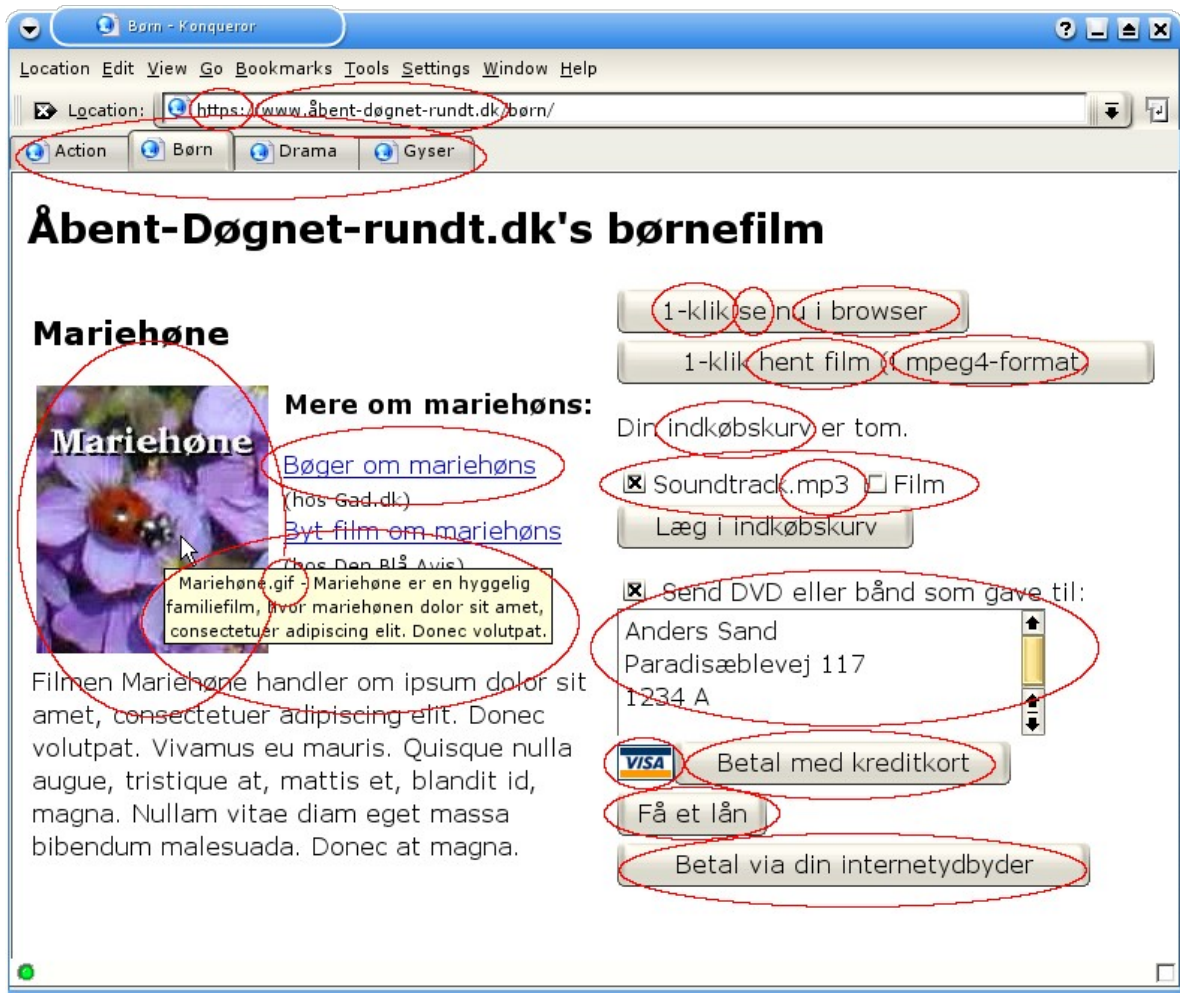 Børn - Konqueror
Location Edit View Go Bookmarks Tools Settings Window Help
Location: https://www.åbent-døgnet-rundt.dk/børn/
Action Børn Drama Gyser
Åbent-Døgnet-rundt.dk's børnefilm
Mariehøne
Mariehøne
Mere om mariehøns:
Bøger om mariehøns
(hos Gad.dk)
Byt film om mariehøns
(hos Den Blå Avis)
Mariehøne.gif - Mariehøne er en hyggelig
familiefilm, hvor mariehønen dolor sit amet,
consectetuer adipiscing elit. Donec volutpat.
Filmen Mariehøne handler om ipsum dolor sit
amet, consectetuer adipiscing elit. Donec
volutpat. Vivamus eu mauris. Quisque nulla
augue, tristique at, mattis et, blandit id,
magna. Nullam vitae diam eget massa
bibendum malesuada. Donec at magna.
1-klik se nu i browser
1-klik hent film (i mpeg4-format)
Din indkøbskurv er tom.
Soundtrack.mp3 Film
Læg i indkøbskurv
Send DVD eller bånd som gave til:
Anders Sand
Paradisæblevej 117
1234 A
VISA Betal med kreditkort
Få et lån
Betal via din internetydbyder